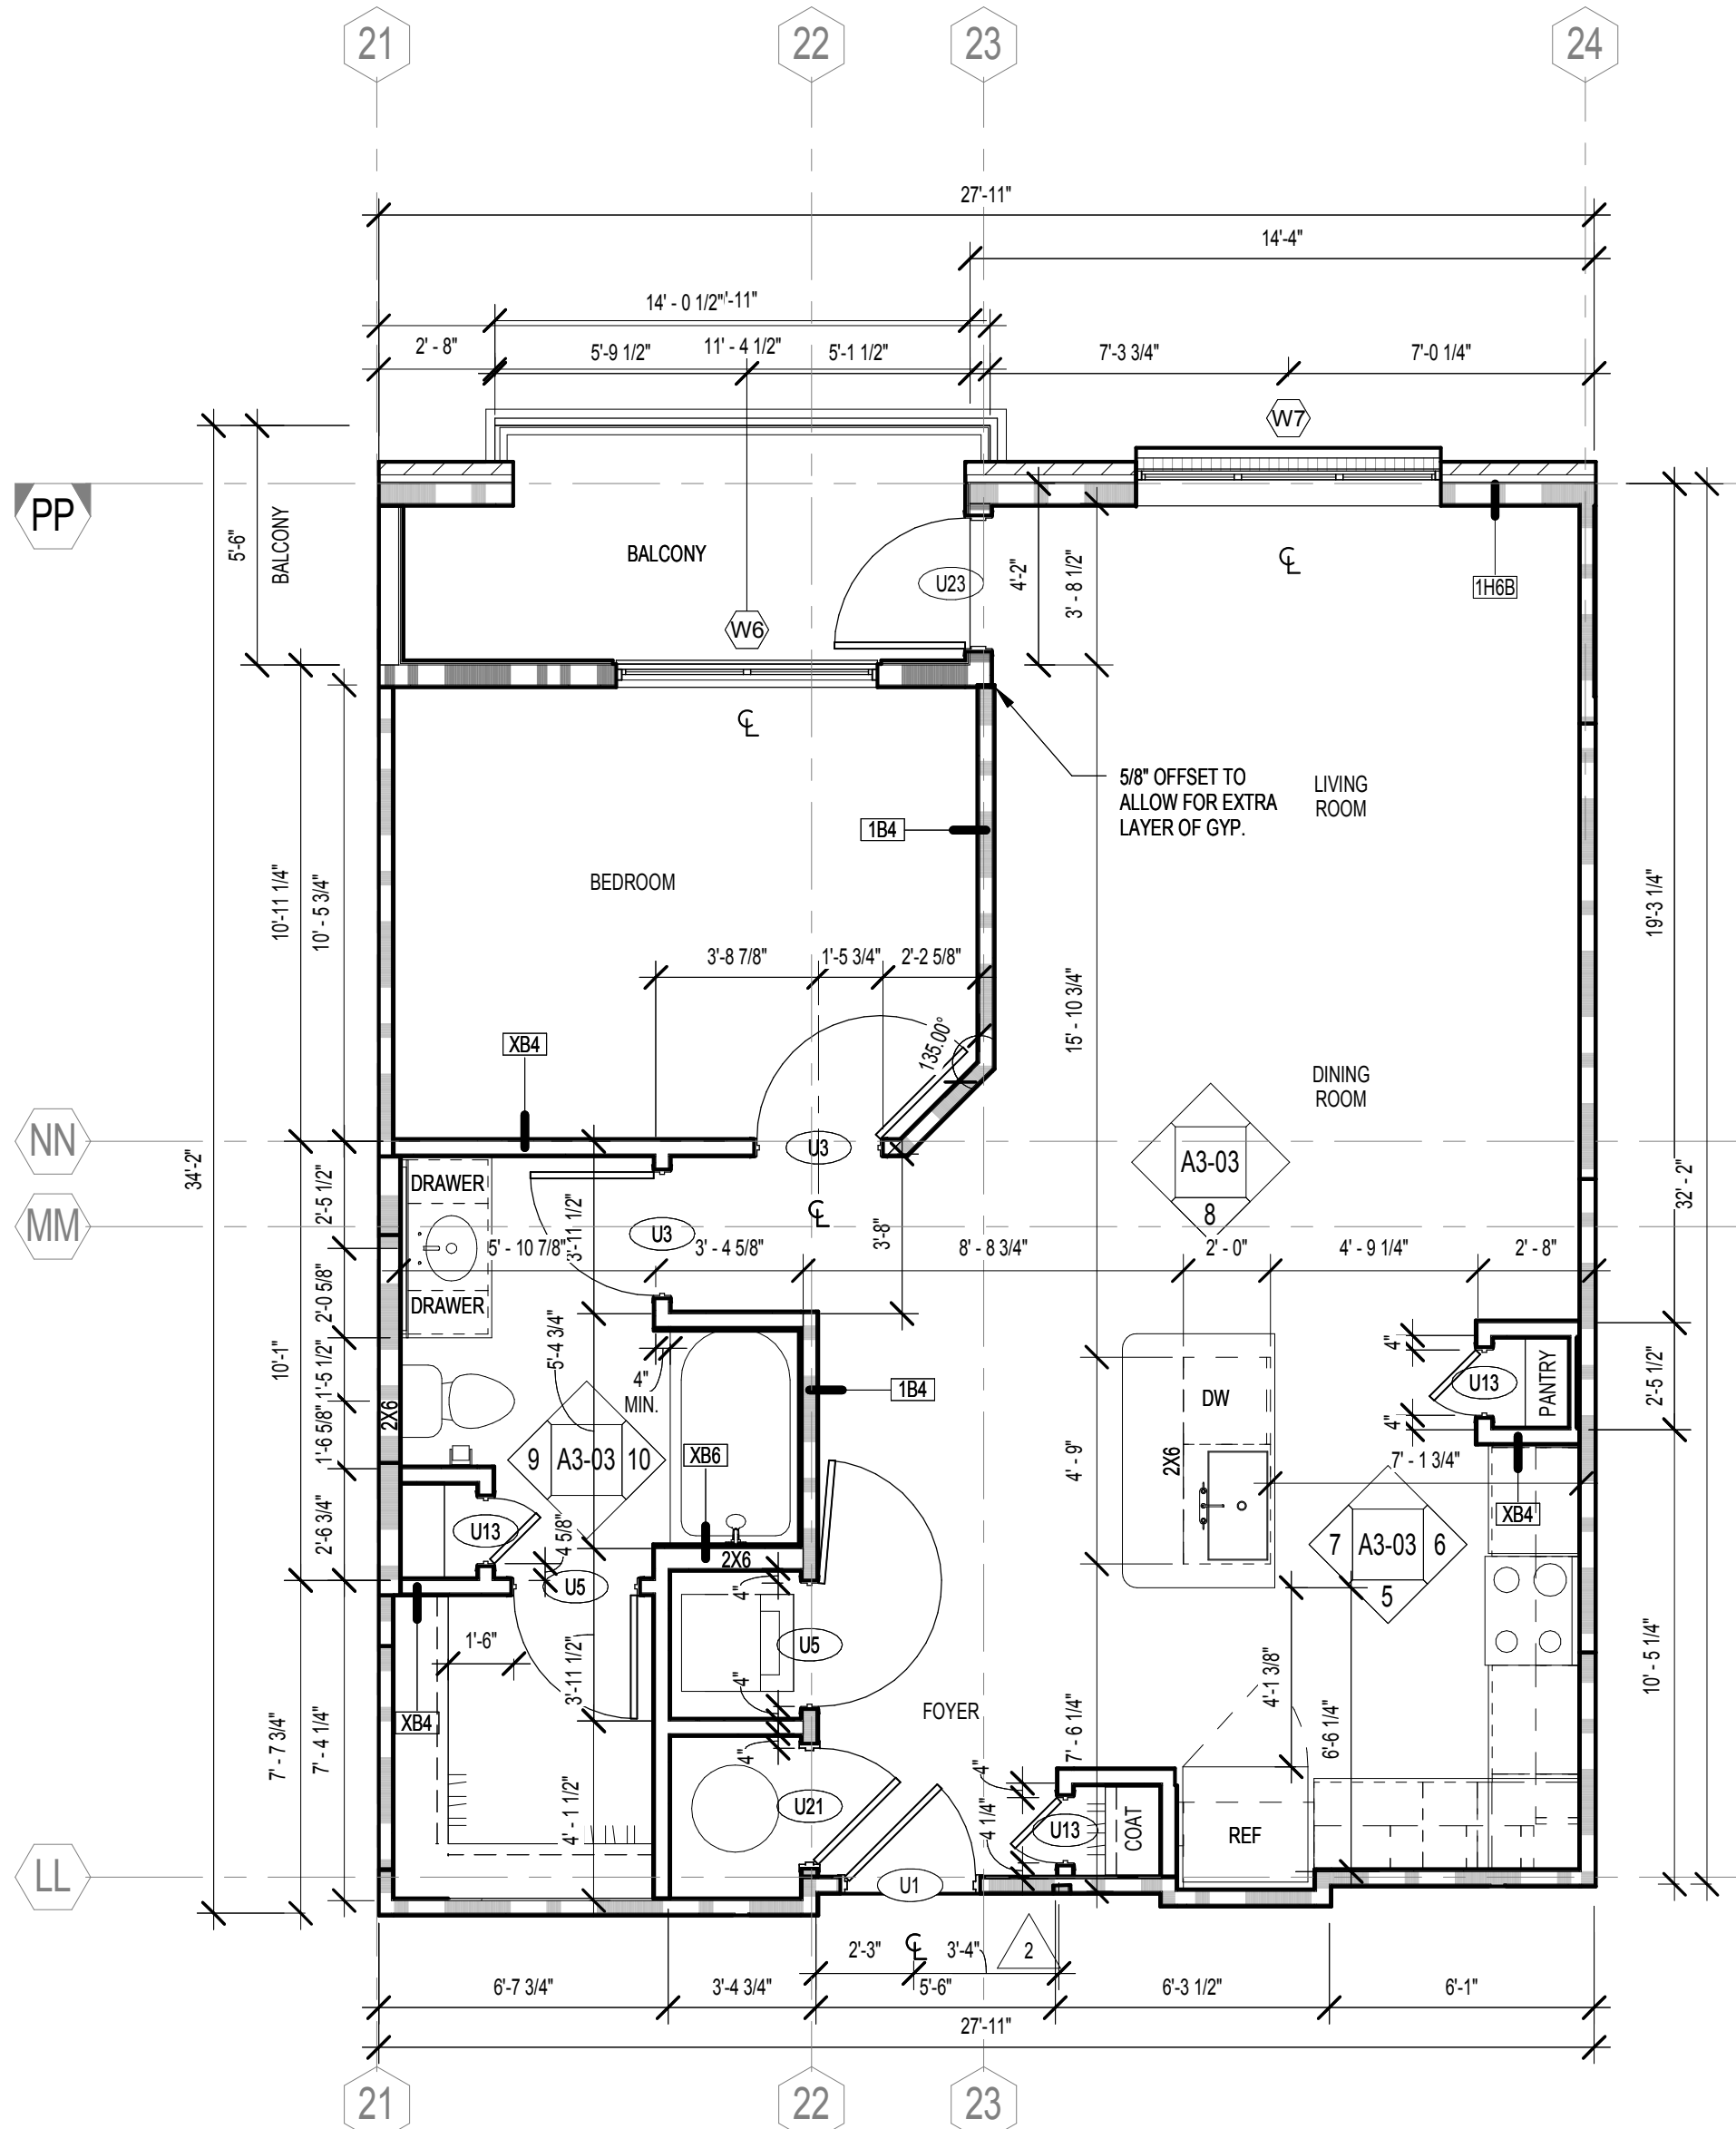 21
22
23
24
27'-11"
14'-4"
14' - 0 1/2"'-11"
2' - 8"
5'-9 1/2"
11' - 4 1/2"
5'-1 1/2"
7'-3 3/4"
7'-0 1/4"
W7
PP
5'-6"
BALCONY
BALCONY
U23
4'-2"
3' - 8 1/2"
1H6B
W6
5/8" OFFSET TO
ALLOW FOR EXTRA
LAYER OF GYP.
LIVING
ROOM
1B4
BEDROOM
10'-11 1/4"
10' - 5 3/4"
19'-3 1/4"
3'-8 7/8"
1'-5 3/4"
2'-2 5/8"
15' - 10 3/4"
135.00°
XB4
DINING
ROOM
NN
U3
A3-03
8
34'-2"
DRAWER
2'-5 1/2"
32' - 2"
MM
U3
3'-11 1/2"
3'-8"
5' - 10 7/8"
3' - 4 5/8"
8' - 8 3/4"
2' - 0"
4' - 9 1/4"
2' - 8"
DRAWER
2'-0 5/8"
10'-1"
5'-4 3/4"
4"
MIN.
1B4
DW
4"
U13
PANTRY
2'-5 1/2"
1'-5 1/2"
2X6
4"
1'-6 5/8"
9
A3-03
10
XB6
4' - 9"
2X6
7' - 1 3/4"
XB4
2'-6 3/4"
U13
4 5/8"
2X6
7
A3-03
6
5
U5
4"
1'-6"
U5
3'-11 1/2"
4"
4'-1 3/8"
10' - 5 1/4"
XB4
FOYER
7'- 7 3/4"
7' - 4 1/4"
4"
7' - 6 1/4"
6'-6 1/4"
4"
U21
4' - 1 1/2"
4 1/4"
U13
COAT
REF
LL
U1
2'-3"
3'-4"
2
6'-7 3/4"
3'-4 3/4"
5'-6"
6'-3 1/2"
6'-1"
27'-11"
21
22
23